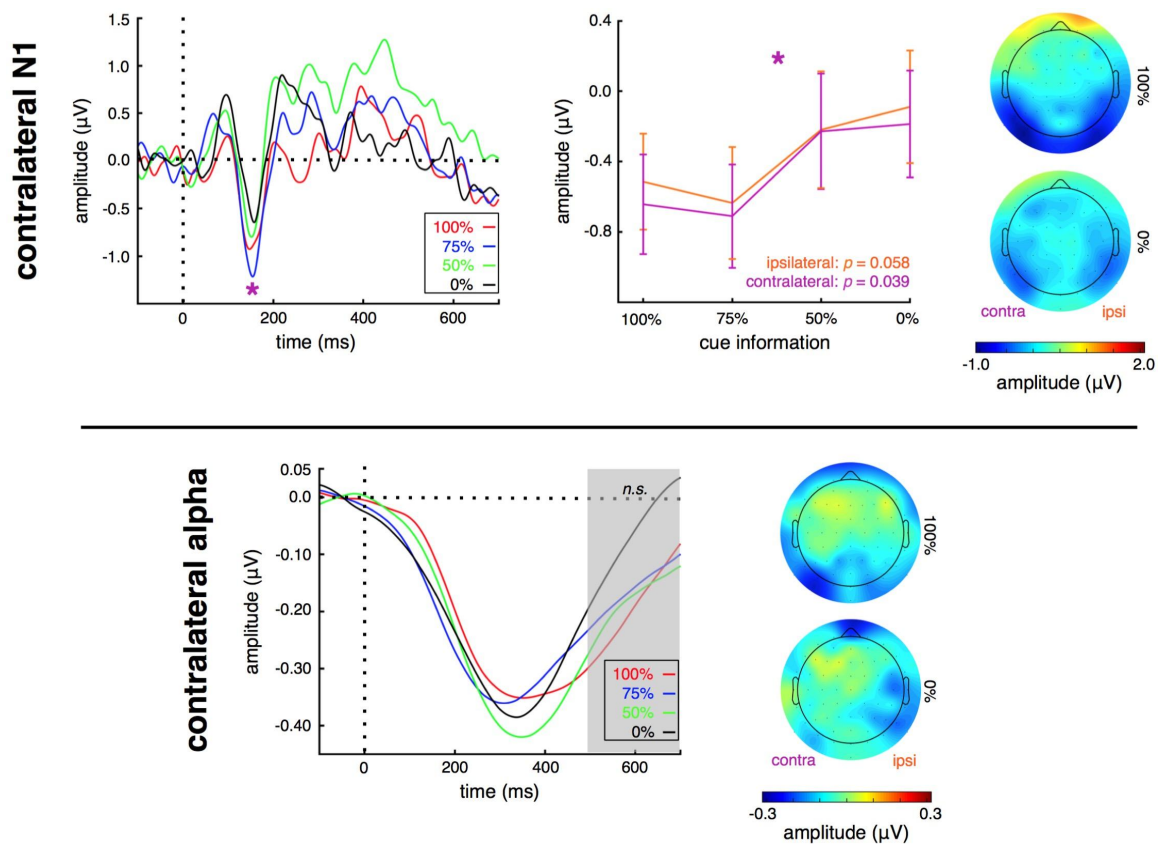 contralateral N1
amplitude (µV)
1.5
1.0
0.5
0.0
-0.5
-1.0
100%
75%
50%
0%
*
0
200
400
600
time (ms)
amplitude (µV)
0.4
0.0
-0.4
-0.8
*
ipsilateral: p = 0.058
contralateral: p = 0.039
100%
75%
50%
0%
cue information
100%
0%
contra
ipsi
-1.0
2.0
amplitude (µV)
contralateral alpha
amplitude (µV)
0.05
0.0
-0.10
-0.20
-0.30
-0.40
n.s.
100%
75%
50%
0%
0
200
400
600
time (ms)
100%
0%
contra
ipsi
-0.3
0.3
amplitude (µV)